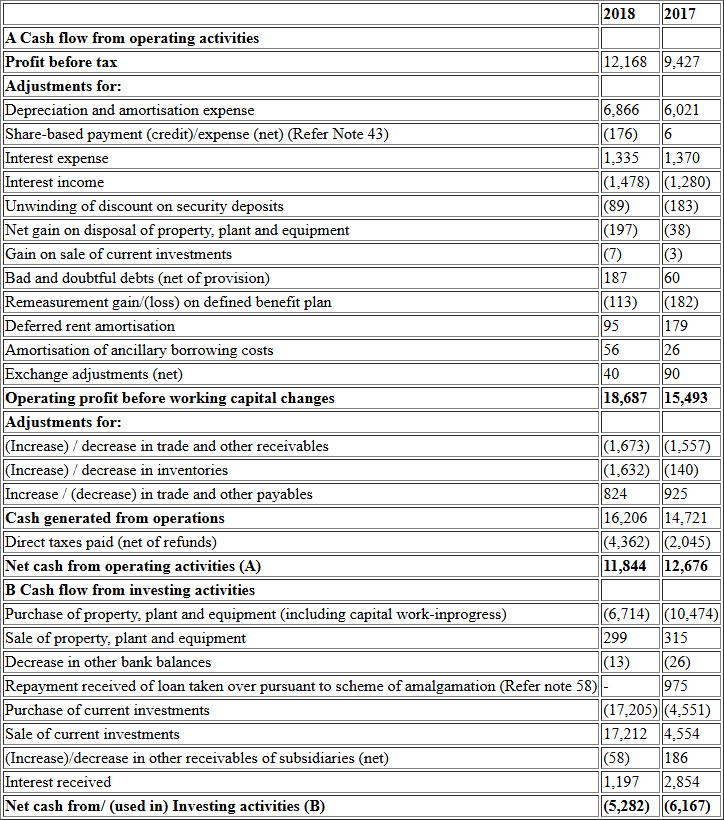 2018 2017
A Cash flow from operating activities
Profit before tax 12,168 9,427
Adjustments for:
Depreciation and amortisation expense 6,866 6,021
Share-based payment (credit)/expense (net) (Refer Note 43) (176) 6
Interest expense 1,335 1,370
Interest income (1,478) (1,280)
Unwinding of discount on security deposits (89) (183)
Net gain on disposal of property, plant and equipment (197) (38)
Gain on sale of current investments (7) (3)
Bad and doubtful debts (net of provision) 187 60
Remeasurement gain/(loss) on defined benefit plan (113) (182)
Deferred rent amortisation 95 179
Amortisation of ancillary borrowing costs 56 26
Exchange adjustments (net) 40 90
Operating profit before working capital changes 18,687 15,493
Adjustments for:
(Increase) / decrease in trade and other receivables (1,673) (1,557)
(Increase) / decrease in inventories (1,632) (140)
Increase / (decrease) in trade and other payables 824 925
Cash generated from operations 16,206 14,721
Direct taxes paid (net of refunds) (4,362) (2,045)
Net cash from operating activities (A) 11,844 12,676
B Cash flow from investing activities
Purchase of property, plant and equipment (including capital work-inprogress) (6,714) (10,474)
Sale of property, plant and equipment 299 315
Decrease in other bank balances (13) (26)
Repayment received of loan taken over pursuant to scheme of amalgamation (Refer note 58) - 975
Purchase of current investments (17,205) (4,551)
Sale of current investments 17,212 4,554
(Increase)/decrease in other receivables of subsidiaries (net) (58) 186
Interest received 1,197 2,854
Net cash from/ (used in) Investing activities (B) (5,282) (6,167)